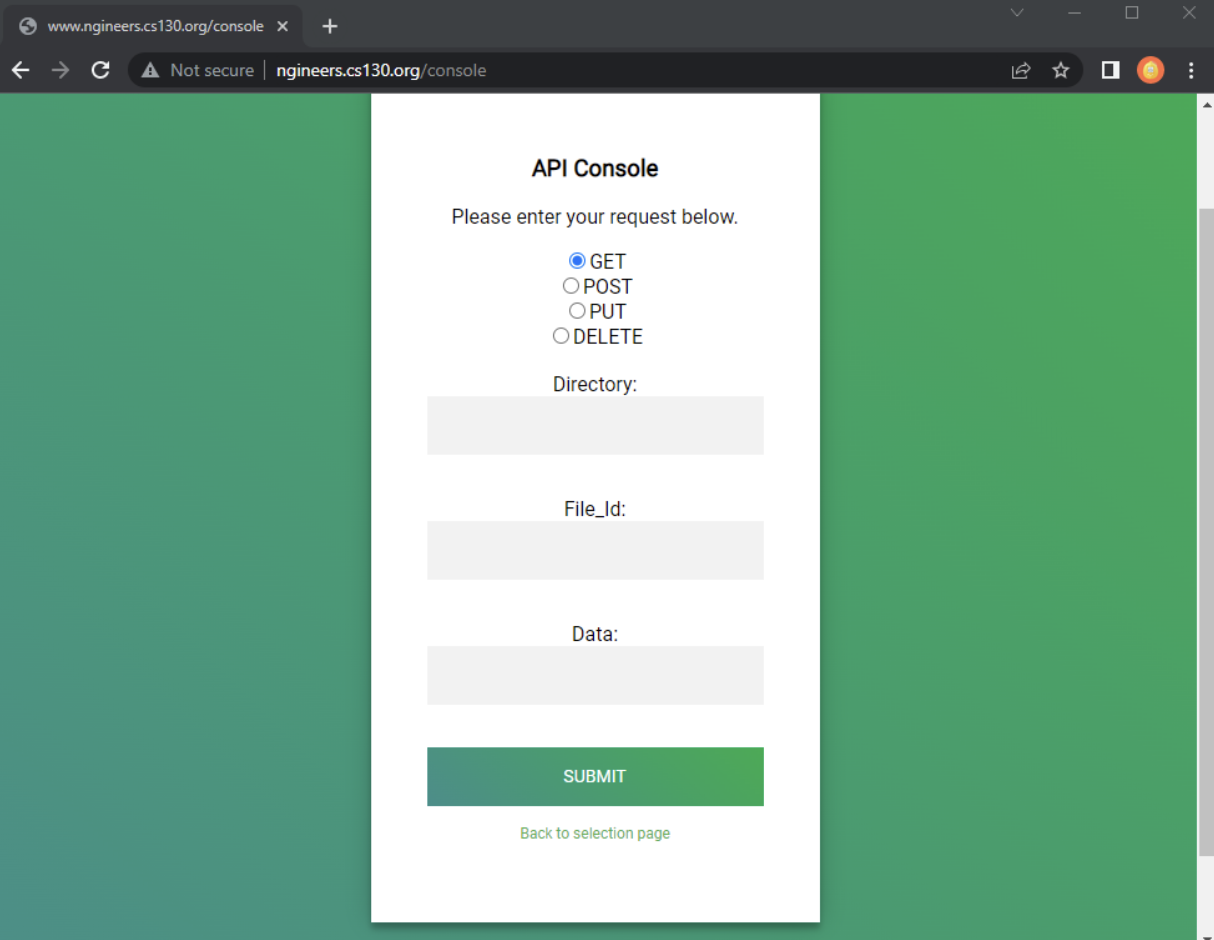 www.ngineers.cs130.org/console
Not secure
ngineers.cs130.org/console
API Console
Please enter your request below.
GET
POST
PUT
DELETE
Directory:
File_Id:
Data:
SUBMIT
Back to selection page